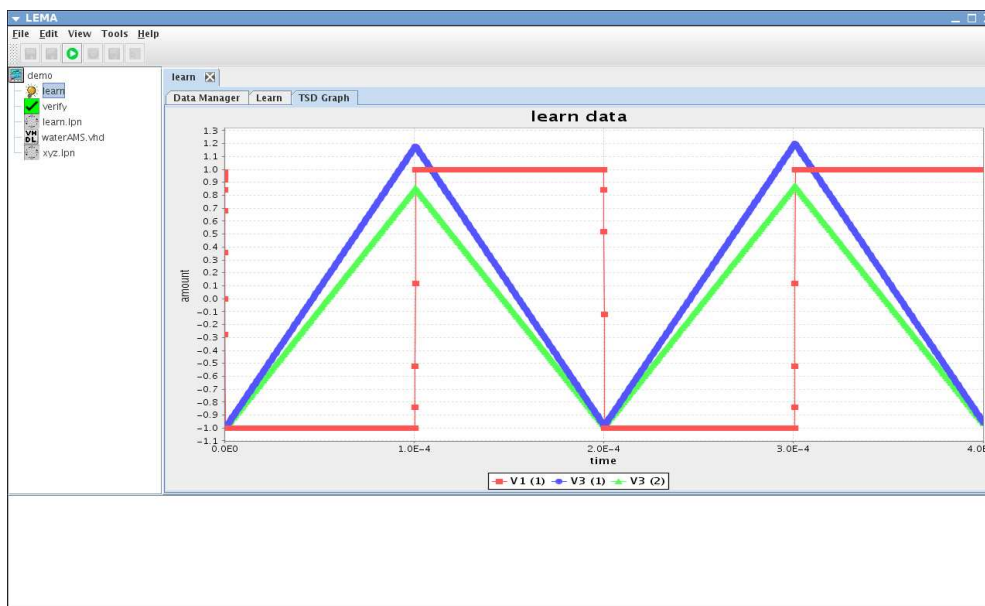 LEMA
File Edit View Tools Help
demo
learn
verify
learn.lpn
VHDL waterAMS.vhd
xyz.lpn
learn
Data Manager Learn TSD Graph
learn data
1.3
1.2
1.1
1.0
0.9
0.8
0.7
0.6
0.5
0.4
0.3
0.2
0.1
0.0
-0.1
-0.2
-0.3
-0.4
-0.5
-0.6
-0.7
-0.8
-0.9
-1.0
-1.1
amount
0.0E0 1.0E-4 2.0E-4 3.0E-4 4.0E
time
V1 (1) V3 (1) V3 (2)